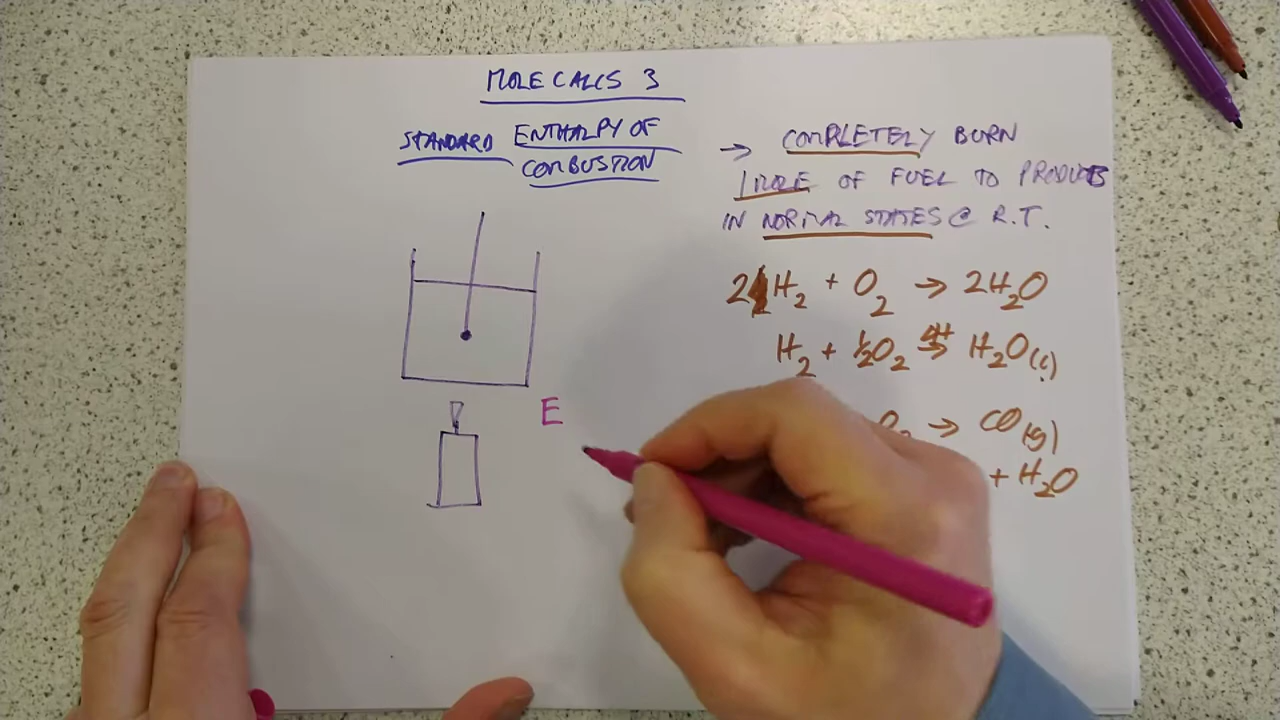 MOLE CALCS 3
STANDARD ENTHALPY OF
COMBUSTION
→ COMPLETELY BURN
1 MOLE OF FUEL TO PRODUCTS
IN NORMAL STATES @ R.T.
2H₂ + O₂ → 2H₂O
H₂ + ½O₂ → H₂O(l)
O₂ → CO(g)
+ H₂O
E